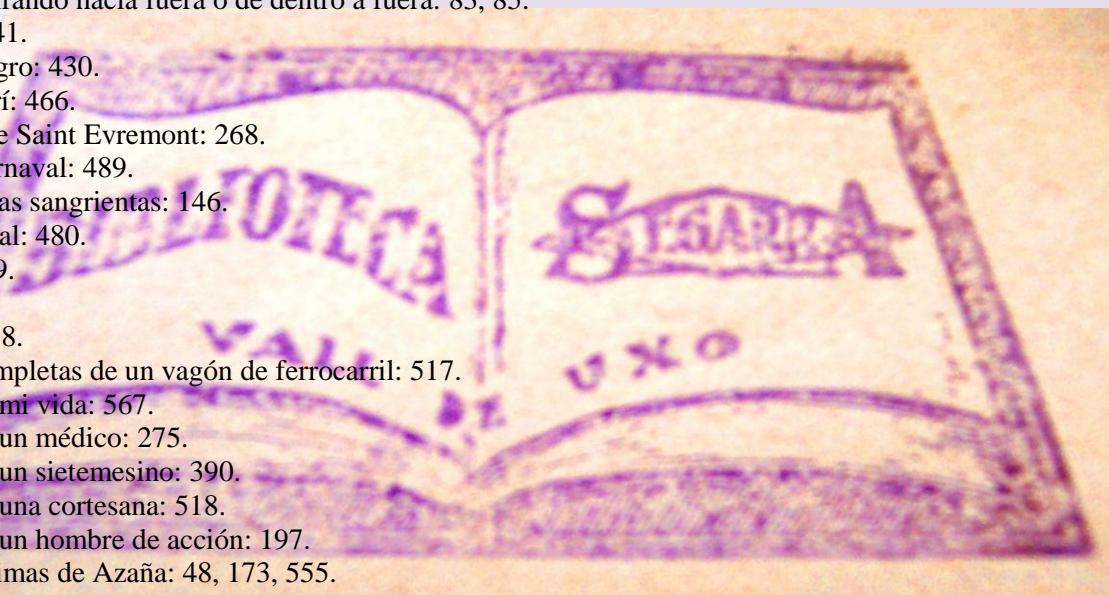 irando hacia fuera o de dentro a fuera: 83, 85.
41.
gro: 430.
rí: 466.
e Saint Evremont: 268.
rnaval: 489.
as sangrientas: 146.
al: 480.
9.
8.
mpletas de un vagón de ferrocarril: 517.
mi vida: 567.
un médico: 275.
un sietemesino: 390.
una cortesana: 518.
un hombre de acción: 197.
imas de Azaña: 48, 173, 555.
BIBLIOTECA SEGARRA
VALL DE UXO